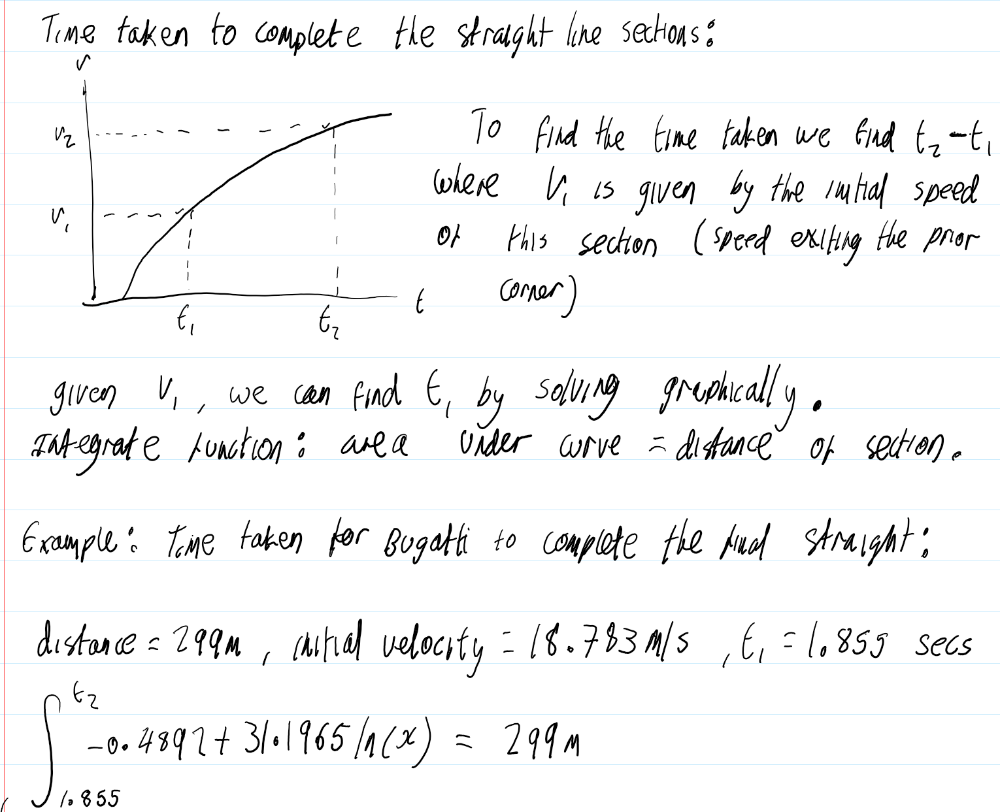 Time taken to complete the straight line sections:
v
v2
v1
t1
t2
t
To find the time taken we find t2 - t1
where V1 is given by the initial speed
of this section (speed exiting the prior
corner)
given V1, we can find t1 by solving graphically.
Integrate function: area under curve = distance of section.
Example: Time taken for Bugatti to complete the final straight:
distance = 299m, initial velocity = 18.783 m/s, t1 = 1.855 secs
t2
∫ -0.4892 + 31.1965 ln(x) = 299m
1.855